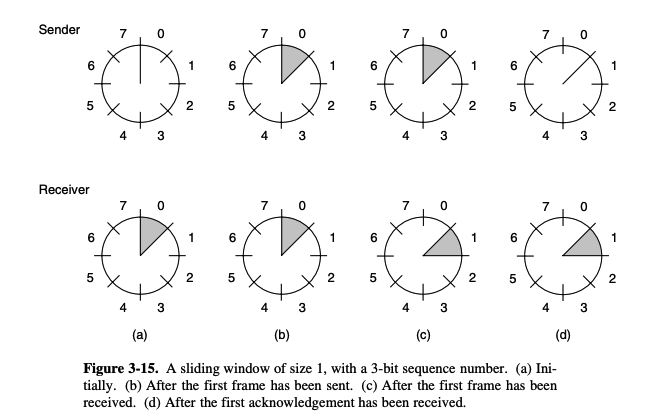 Sender
7 0 7 0 7 0 7 0
6 1 6 1 6 1 6 1
5 2 5 2 5 2 5 2
4 3 4 3 4 3 4 3
Receiver
7 0 7 0 7 0 7 0
6 1 6 1 6 1 6 1
5 2 5 2 5 2 5 2
4 3 4 3 4 3 4 3
(a) (b) (c) (d)
Figure 3-15. A sliding window of size 1, with a 3-bit sequence number. (a) Ini-
tially. (b) After the first frame has been sent. (c) After the first frame has been
received. (d) After the first acknowledgement has been received.